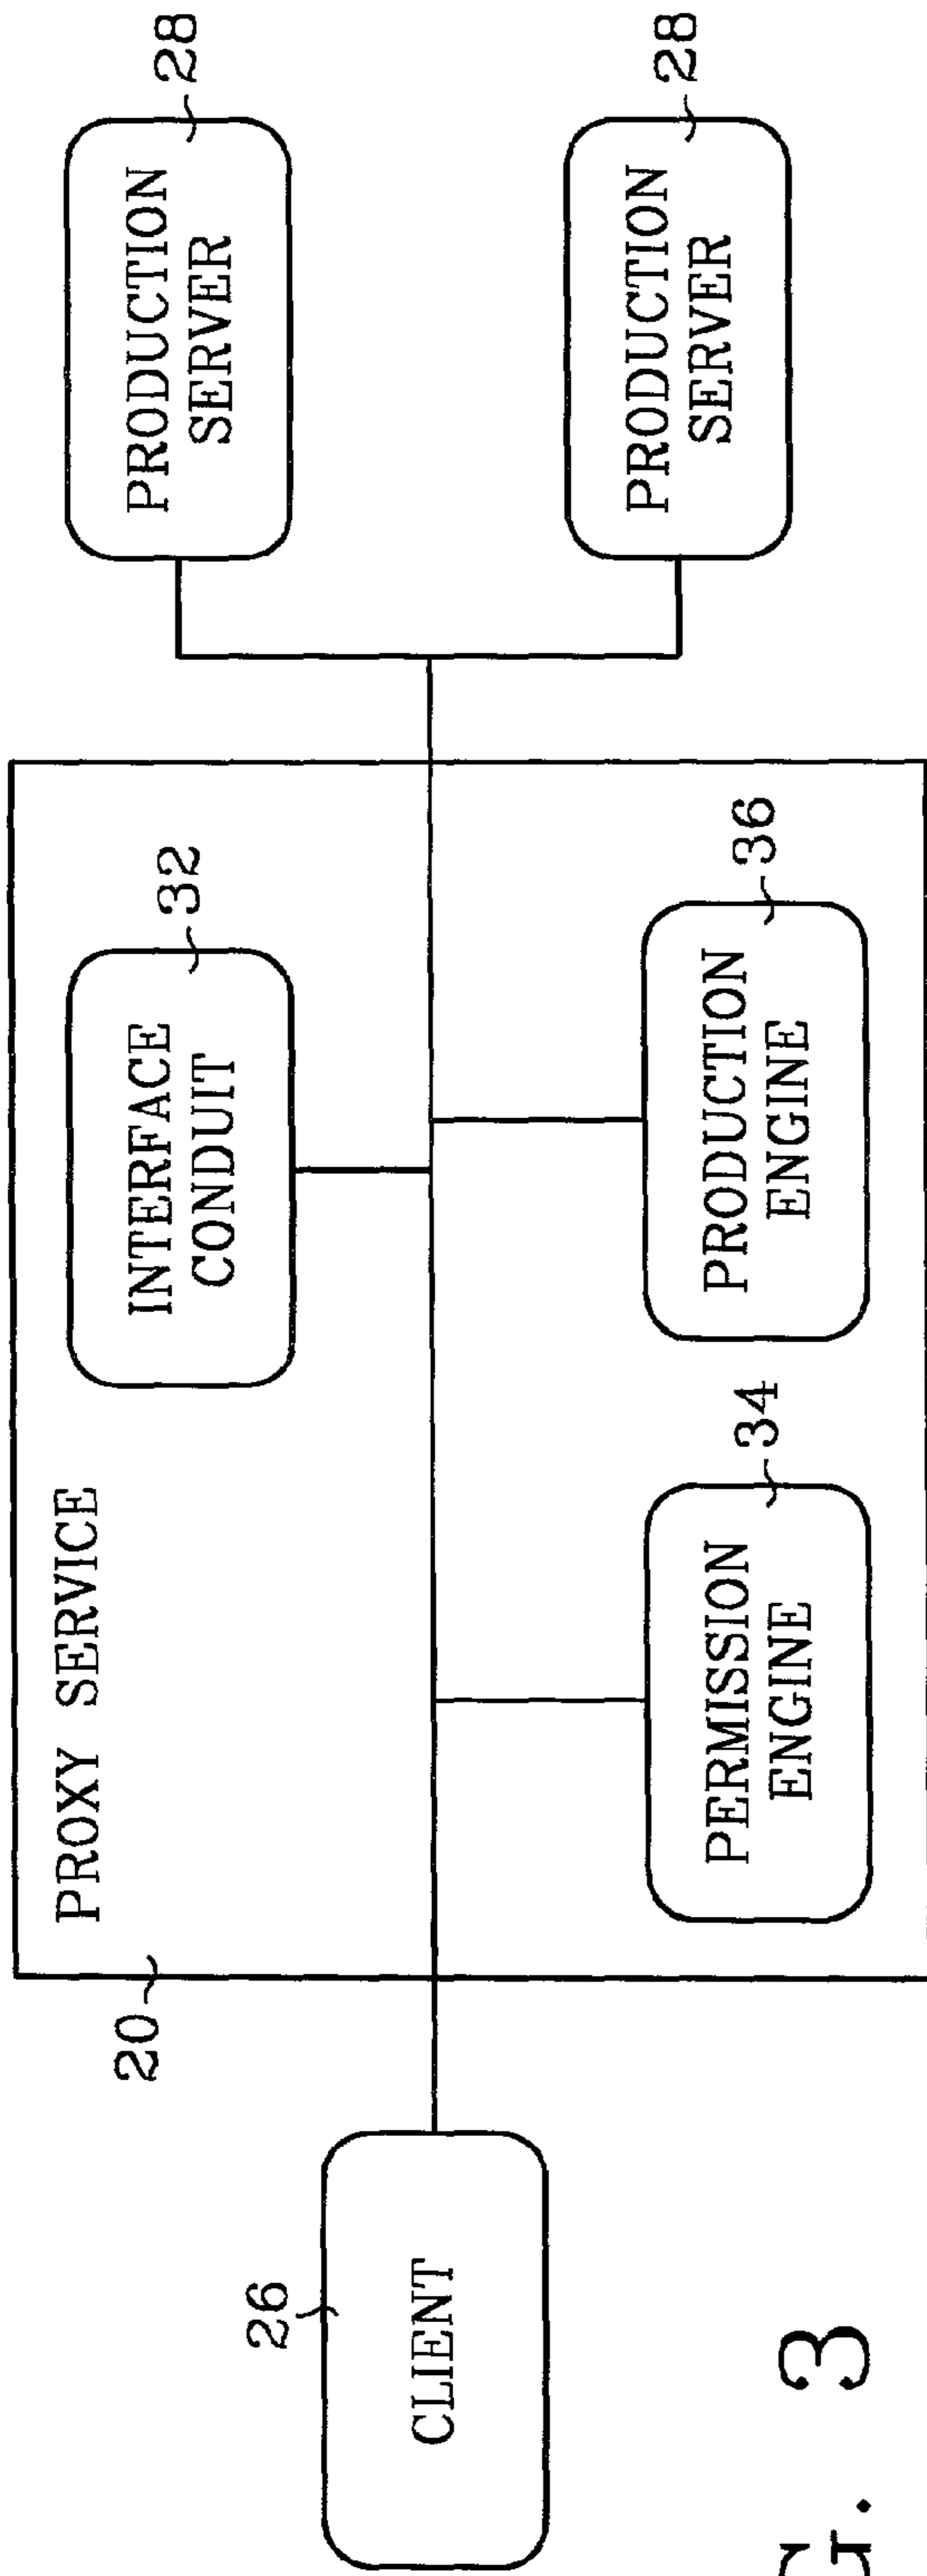 PROXY SERVICE
20
26
CLIENT
INTERFACE
CONDUIT
32
PERMISSION
ENGINE
34
PRODUCTION
ENGINE
36
PRODUCTION
SERVER
28
PRODUCTION
SERVER
28
G. 3